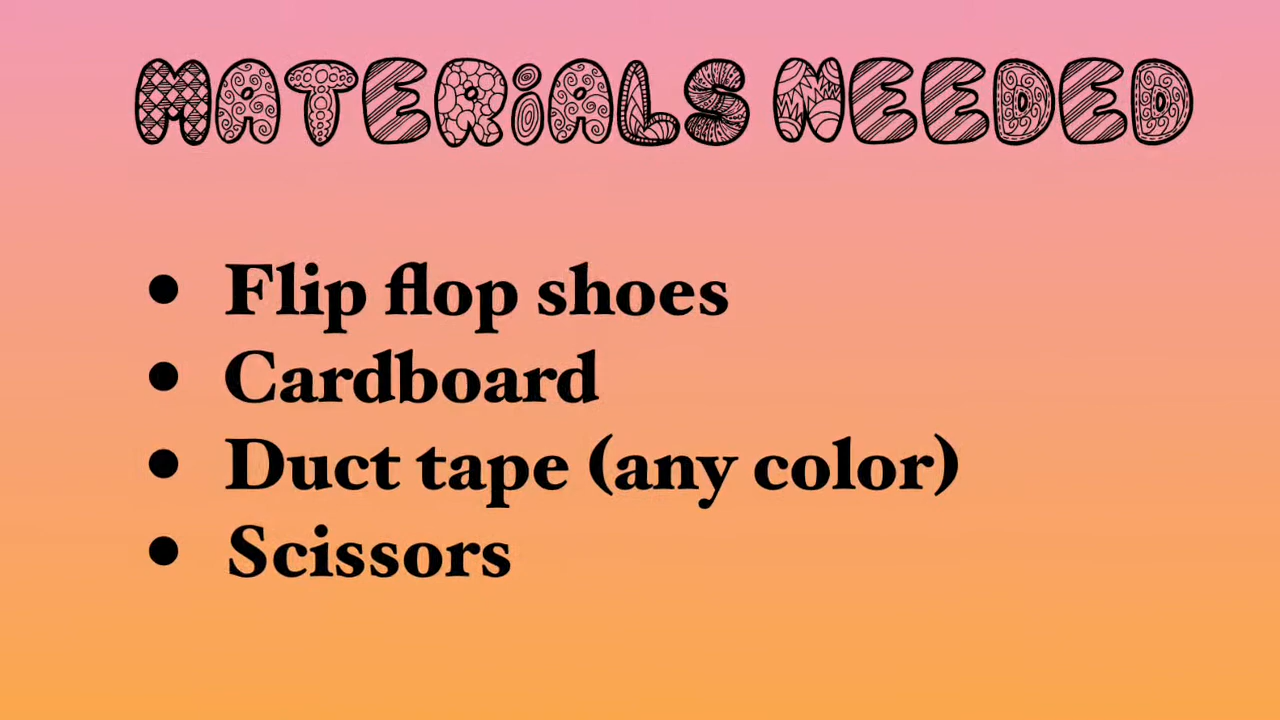 MATERiALS NEEDED
• Flip flop shoes
• Cardboard
• Duct tape (any color)
• Scissors